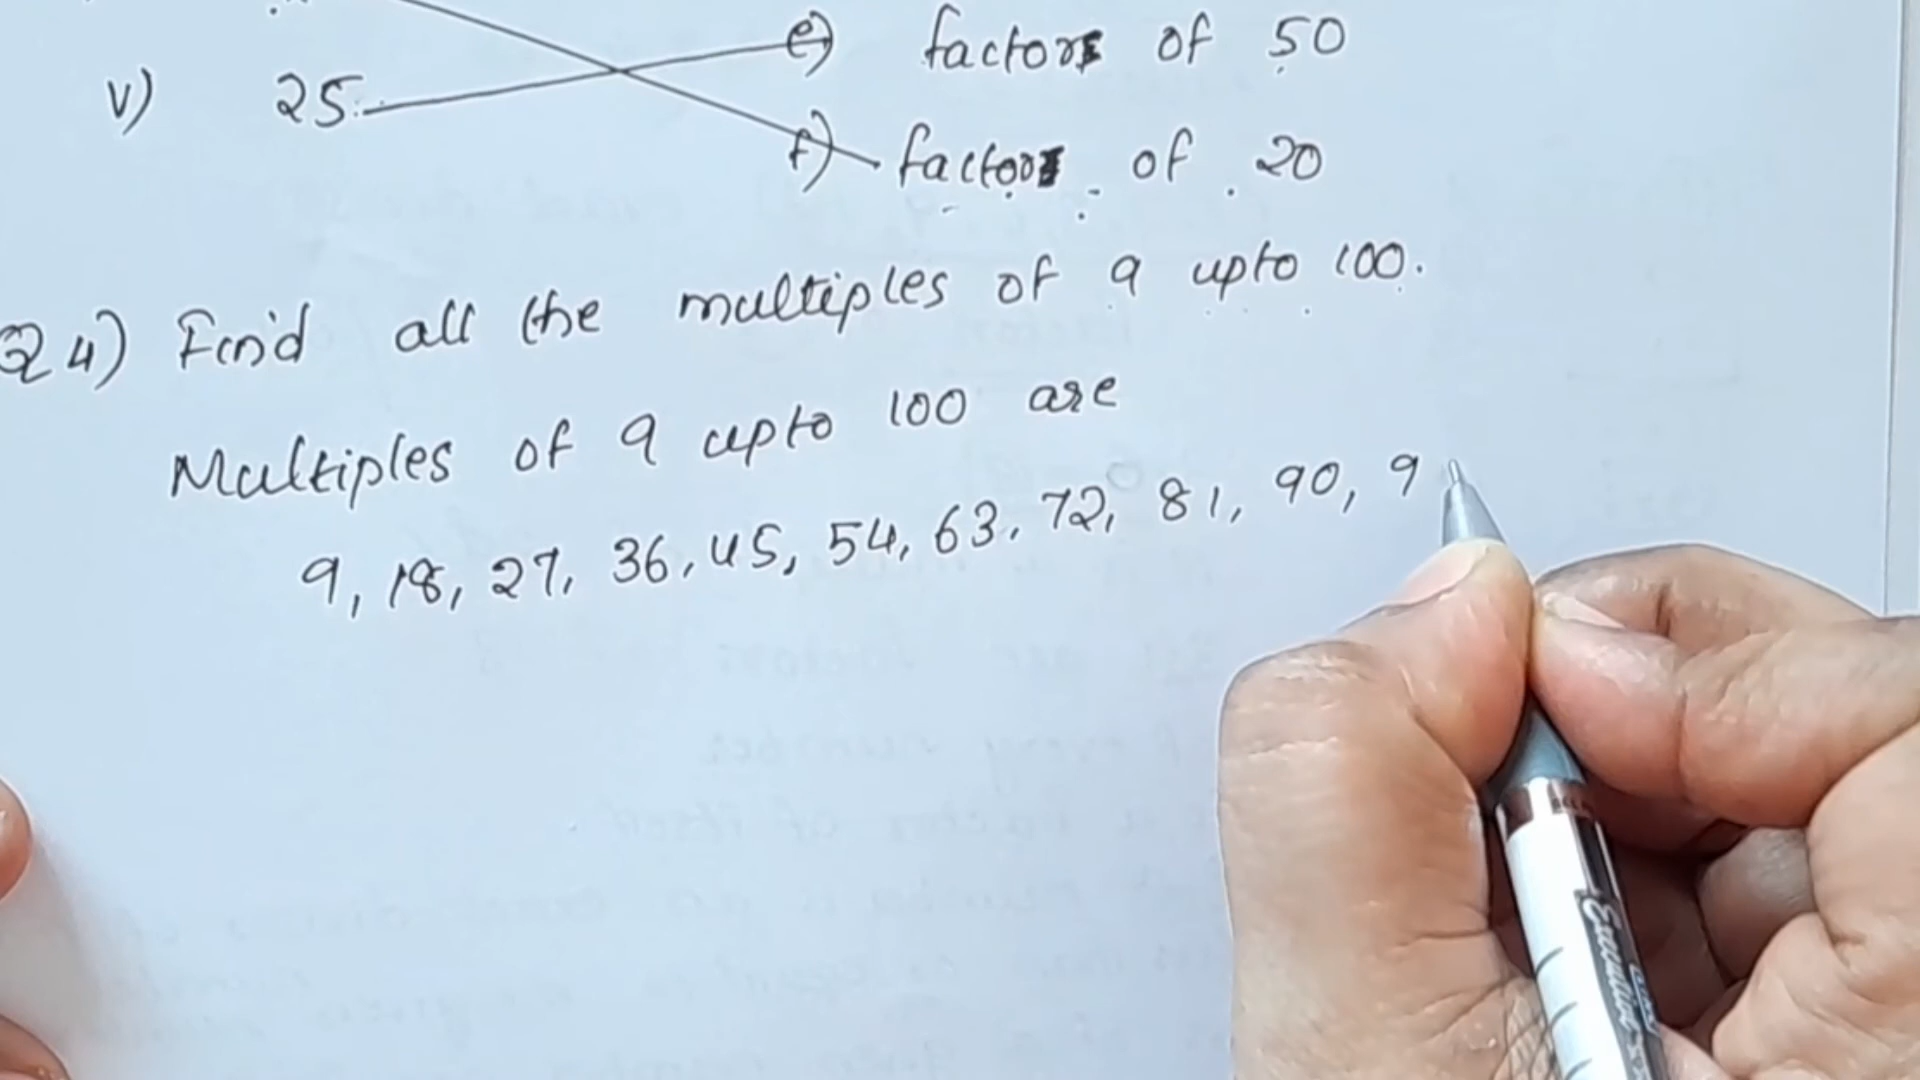 e) factors of 50
v) 25
f) factors of 20
Q4) Find all the multiples of 9 upto 100.
Multiples of 9 upto 100 are
9, 18, 27, 36, 45, 54, 63, 72, 81, 90, 9